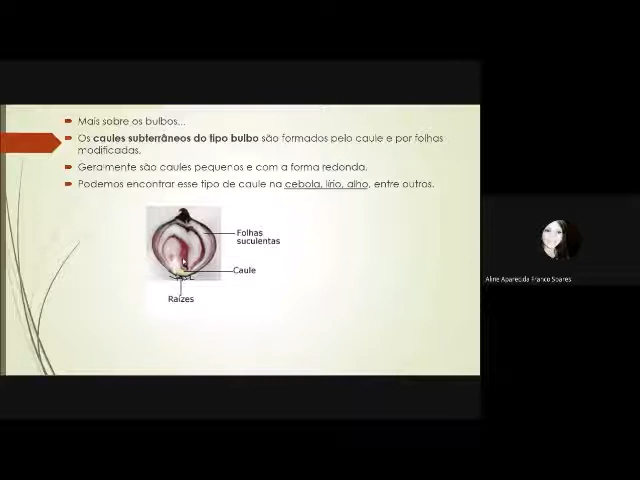 Mais sobre os bulbos...
Os caules subterrâneos do tipo bulbo são formados pelo caule e por folhas
modificadas.
Geralmente são caules pequenos e com a forma redonda.
Podemos encontrar esse tipo de caule na cebola, lírio, alho, entre outros.
Folhas
suculentas
Caule
Raízes
Aline Aparecida Franco Soares